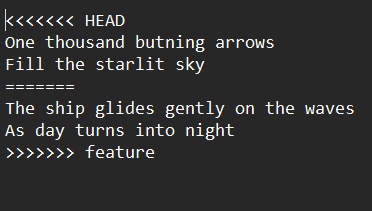 <<<<<<< HEAD
One thousand butning arrows
Fill the starlit sky
=======
The ship glides gently on the waves
As day turns into night
>>>>>>> feature